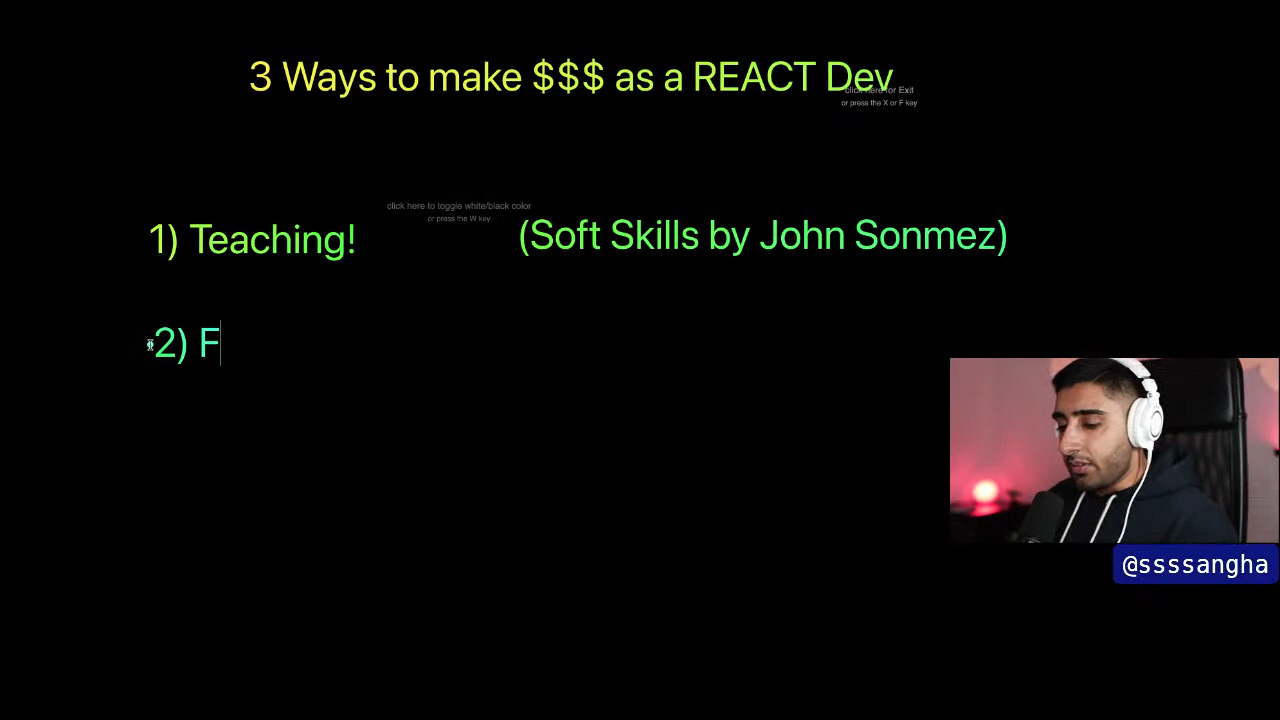 3 Ways to make $$$ as a REACT Dev
click here for Exit
or press the X or F key
click here to toggle white/black color
or press the W key
1) Teaching!
(Soft Skills by John Sonmez)
2) F
@ssssangha